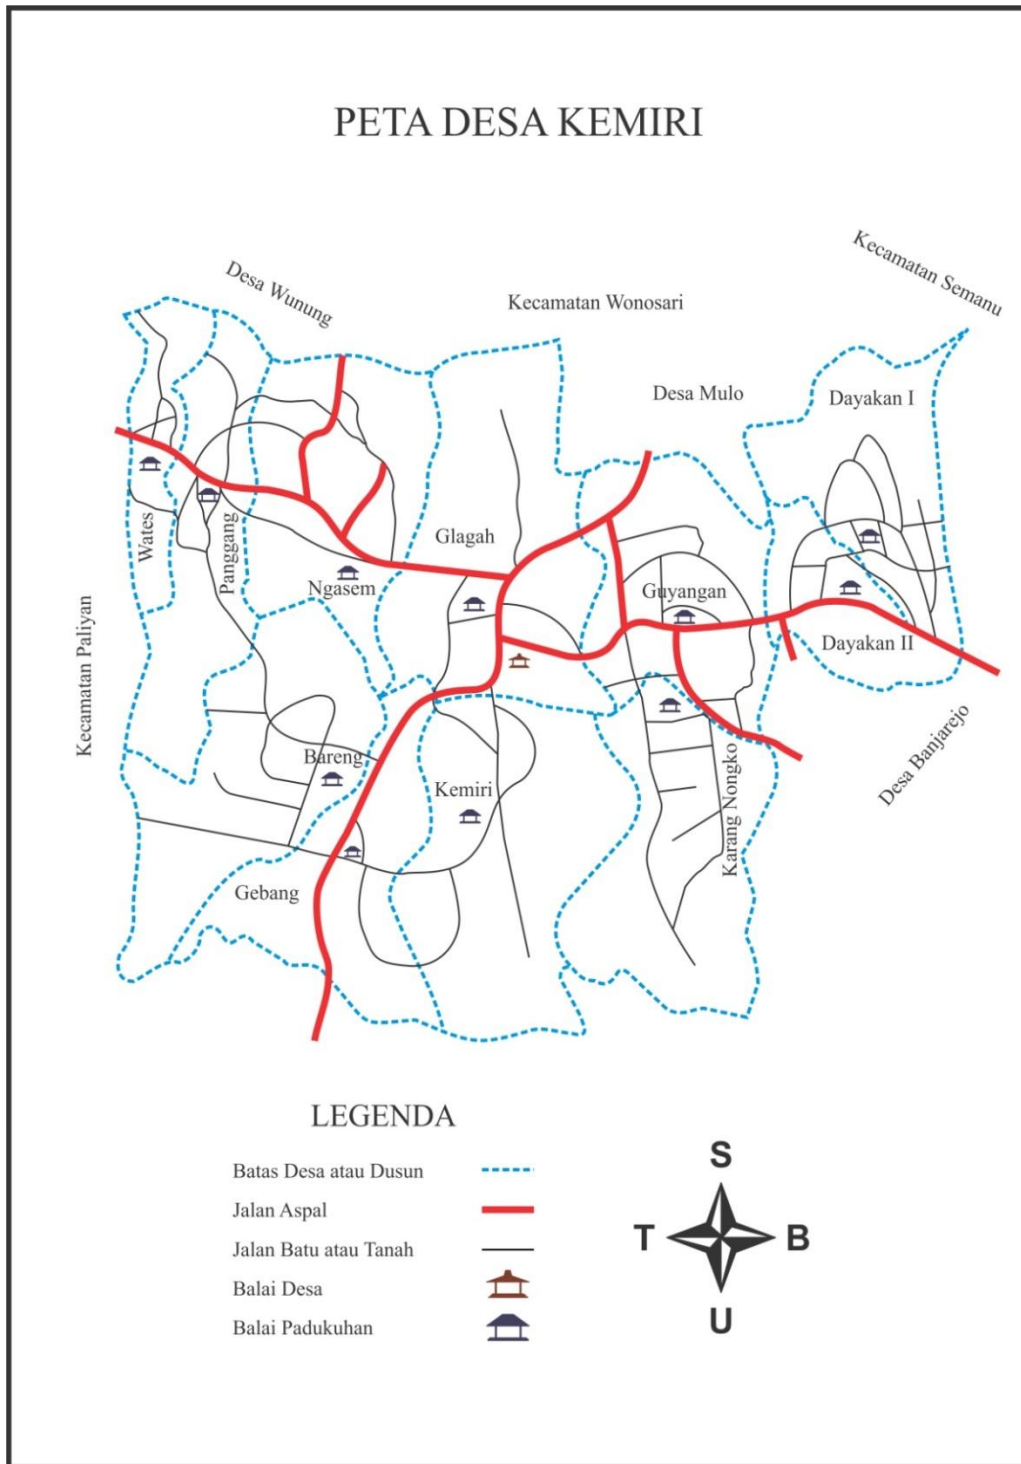 PETA DESA KEMIRI
Kecamatan Semanu
Desa Wunung
Kecamatan Wonosari
Desa Mulo
Dayakan I
Wates
Panggang
Glagah
Ngasem
Guyangan
Dayakan II
Kecamatan Paliyan
Desa Banjarejo
Bareng
Kemiri
Karang Nongko
Gebang
LEGENDA
Batas Desa atau Dusun
Jalan Aspal
Jalan Batu atau Tanah
Balai Desa
Balai Padukuhan
S
T B
U